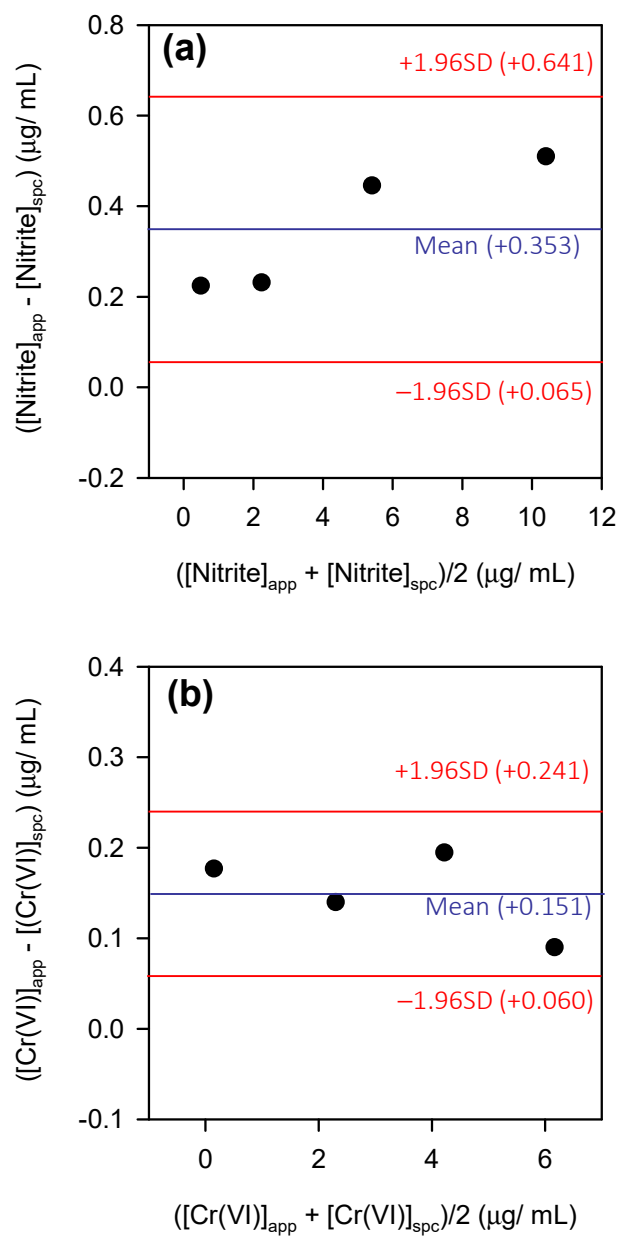 (a)
+1.96SD (+0.641)
Mean (+0.353)
–1.96SD (+0.065)
0.8
0.6
0.4
0.2
0.0
-0.2
([Nitrite]app - [Nitrite]spc) (μg/ mL)
0 2 4 6 8 10 12
([Nitrite]app + [Nitrite]spc)/2 (μg/ mL)
(b)
+1.96SD (+0.241)
Mean (+0.151)
–1.96SD (+0.060)
0.4
0.3
0.2
0.1
0.0
-0.1
([Cr(VI)]app - [(Cr(VI)]spc) (μg/ mL)
0 2 4 6
([Cr(VI)]app + [Cr(VI)]spc)/2 (μg/ mL)